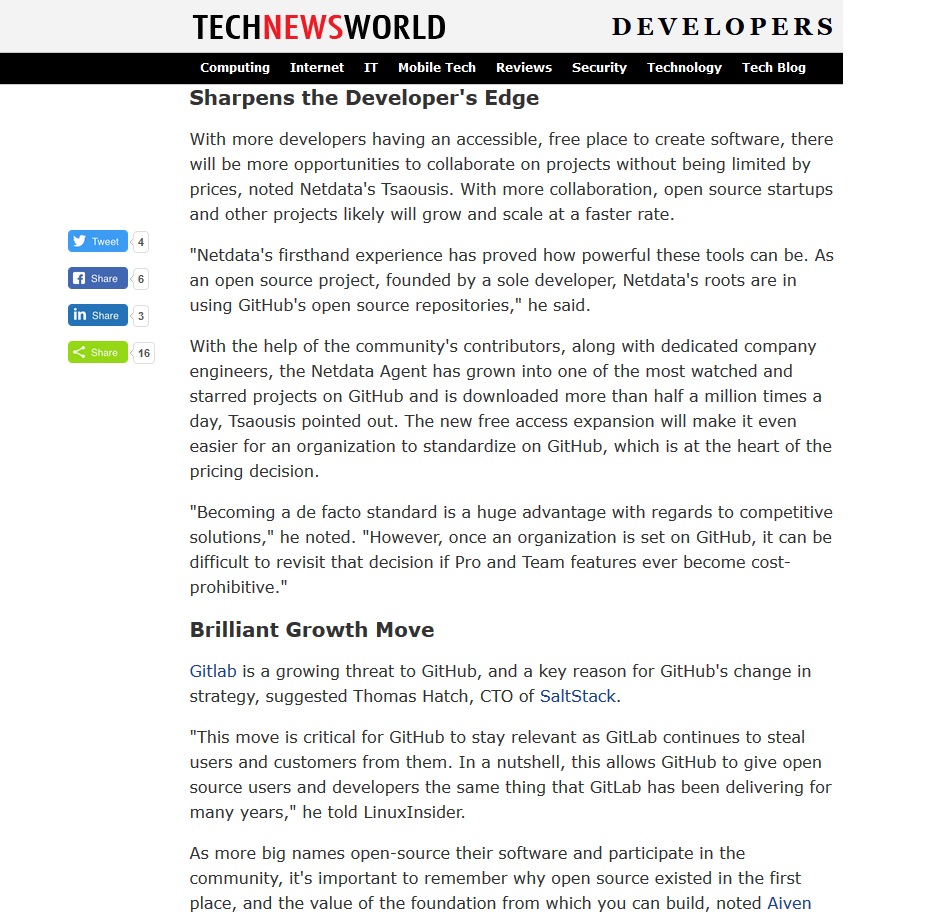 TECHNEWSWORLD
DEVELOPERS
Computing Internet IT Mobile Tech Reviews Security Technology Tech Blog
Sharpens the Developer's Edge
With more developers having an accessible, free place to create software, there
will be more opportunities to collaborate on projects without being limited by
prices, noted Netdata's Tsaousis. With more collaboration, open source startups
and other projects likely will grow and scale at a faster rate.
Tweet 4
Share 6
Share 3
Share 16
"Netdata's firsthand experience has proved how powerful these tools can be. As
an open source project, founded by a sole developer, Netdata's roots are in
using GitHub's open source repositories," he said.
With the help of the community's contributors, along with dedicated company
engineers, the Netdata Agent has grown into one of the most watched and
starred projects on GitHub and is downloaded more than half a million times a
day, Tsaousis pointed out. The new free access expansion will make it even
easier for an organization to standardize on GitHub, which is at the heart of the
pricing decision.
"Becoming a de facto standard is a huge advantage with regards to competitive
solutions," he noted. "However, once an organization is set on GitHub, it can be
difficult to revisit that decision if Pro and Team features ever become cost-
prohibitive."
Brilliant Growth Move
Gitlab is a growing threat to GitHub, and a key reason for GitHub's change in
strategy, suggested Thomas Hatch, CTO of SaltStack.
"This move is critical for GitHub to stay relevant as GitLab continues to steal
users and customers from them. In a nutshell, this allows GitHub to give open
source users and developers the same thing that GitLab has been delivering for
many years," he told LinuxInsider.
As more big names open-source their software and participate in the
community, it's important to remember why open source existed in the first
place, and the value of the foundation from which you can build, noted Aiven